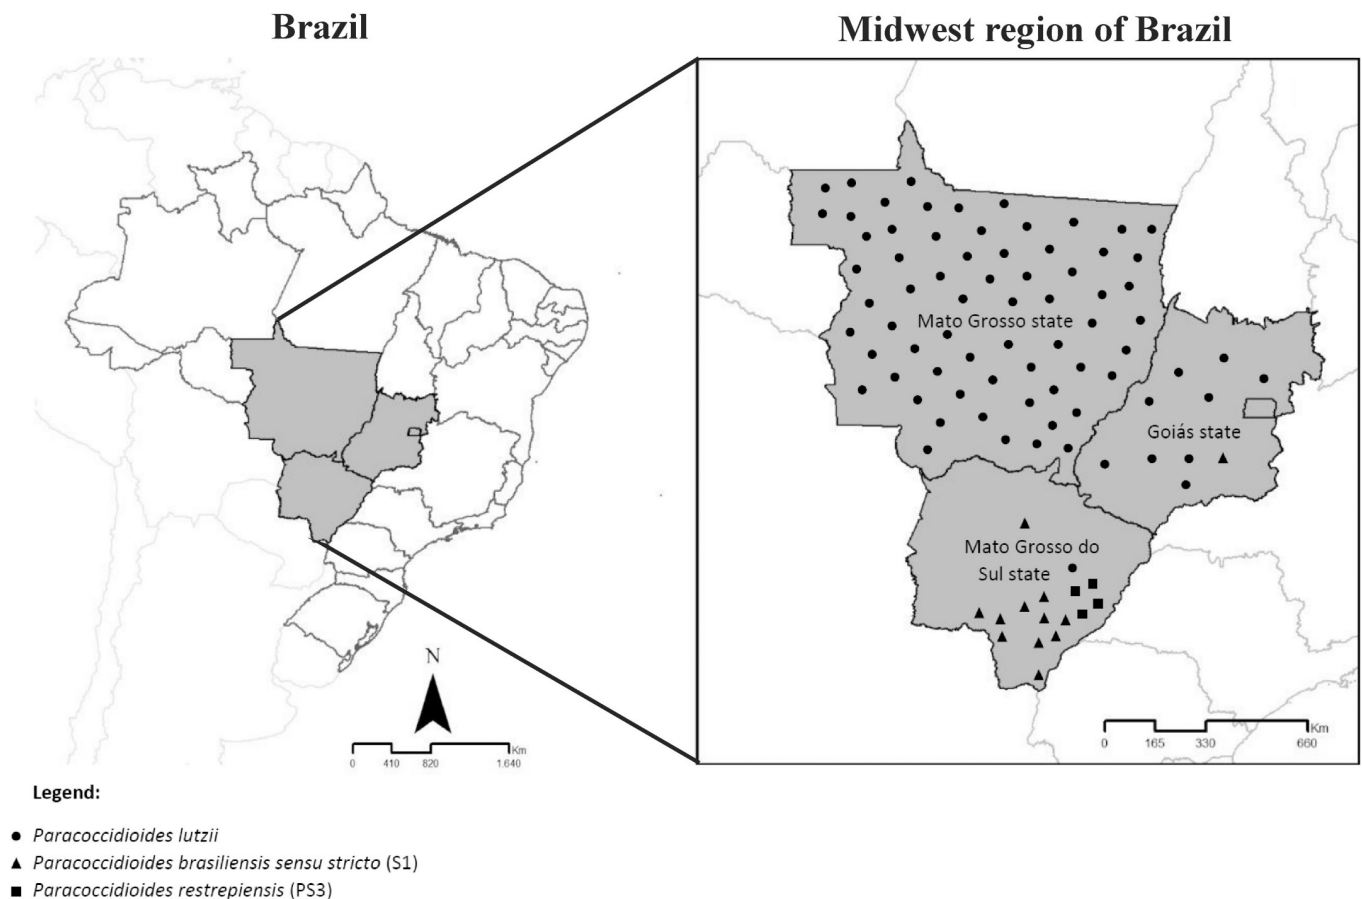 Brazil
Midwest region of Brazil
Mato Grosso state
Goiás state
Mato Grosso do
Sul state
N
Km
0 410 820 1.640
Km
0 165 330 660
Legend:
Paracoccidioides lutzii
Paracoccidioides brasiliensis sensu stricto (S1)
Paracoccidioides restrepiensis (PS3)